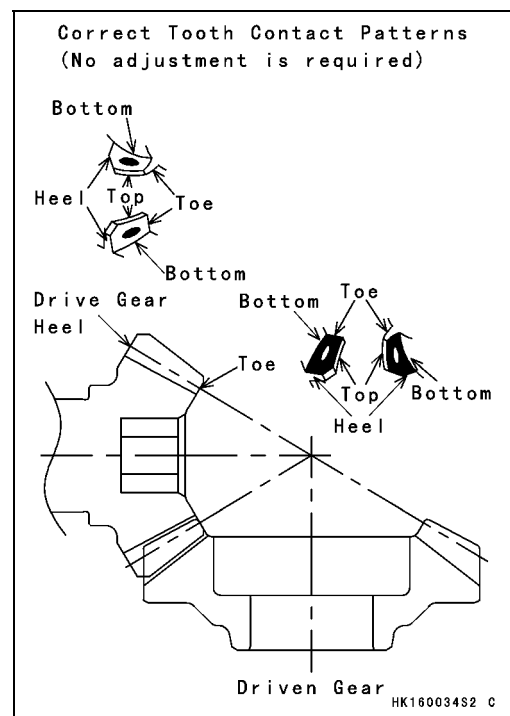 Correct Tooth Contact Patterns
(No adjustment is required)
Bottom
Heel
Top
Toe
Bottom
Drive Gear
Heel
Toe
Bottom
Toe
Top
Bottom
Heel
Driven Gear
HK160034S2 C